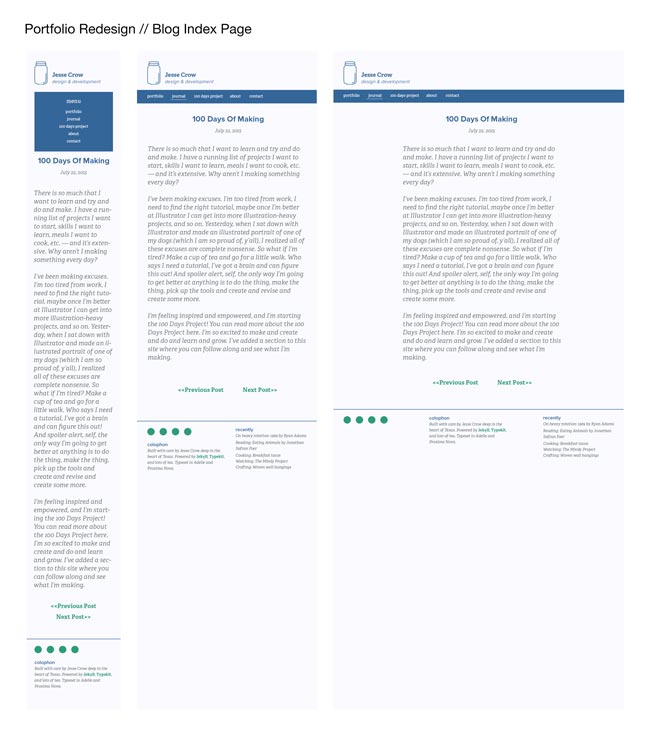 Portfolio Redesign // Blog Index Page
Jesse Crow
design & development
menu
portfolio
journal
100 days project
about
contact
100 Days Of Making
July 22, 2015
There is so much that I
want to learn and try and
do and make. I have a run-
ning list of projects I want
to start, skills I want to
learn, meals I want to
cook, etc. — and it's exten-
sive. Why aren't I making
something every day?
I've been making excuses.
I'm too tired from work, I
need to find the right tuto-
rial, maybe once I'm better
at Illustrator I can get into
more illustration-heavy
projects, and so on. Yester-
day, when I sat down with
Illustrator and made an il-
lustrated portrait of one of
my dogs (which I am so
proud of, y'all), I realized
all of these excuses are
complete nonsense. So
what if I'm tired? Make a
cup of tea and go for a
little walk. Who says I need
a tutorial, I've got a brain
and can figure this out!
And spoiler alert, self, the
only way I'm going to get
better at anything is to do
the thing, make the thing,
pick up the tools and
create and revise and
create some more.
I'm feeling inspired and
empowered, and I'm start-
ing the 100 Days Project!
You can read more about
the 100 Days Project here.
I'm so excited to make and
create and do and learn
and grow. I've added a sec-
tion to this site where you
can follow along and see
what I'm making.
<<Previous Post
Next Post>>
colophon
Built with care by Jesse Crow deep in the
heart of Texas. Powered by Jekyll, Typekit,
and lots of tea. Typeset in Adelle and
Proxima Nova.
Jesse Crow
design & development
portfolio journal 100 days project about contact
100 Days Of Making
July 22, 2015
There is so much that I want to learn and try and do
and make. I have a running list of projects I want to
start, skills I want to learn, meals I want to cook, etc.
— and it's extensive. Why aren't I making something
every day?
I've been making excuses. I'm too tired from work, I
need to find the right tutorial, maybe once I'm better
at Illustrator I can get into more illustration-heavy
projects, and so on. Yesterday, when I sat down with
Illustrator and made an illustrated portrait of one of
my dogs (which I am so proud of, y'all), I realized all of
these excuses are complete nonsense. So what if I'm
tired? Make a cup of tea and go for a little walk. Who
says I need a tutorial, I've got a brain and can figure
this out! And spoiler alert, self, the only way I'm going
to get better at anything is to do the thing, make the
thing, pick up the tools and create and revise and
create some more.
I'm feeling inspired and empowered, and I'm starting
the 100 Days Project! You can read more about the 100
Days Project here. I'm so excited to make and create
and do and learn and grow. I've added a section to this
site where you can follow along and see what I'm
making.
<<Previous Post Next Post>>
colophon
Built with care by Jesse Crow deep in the
heart of Texas. Powered by Jekyll, Typekit,
and lots of tea. Typeset in Adelle and
Proxima Nova.
recently
On heavy rotation: 1989 by Ryan Adams
Reading: Eating Animals by Jonathan
Safran Foer
Cooking: Breakfast tacos
Watching: The Mindy Project
Crafting: Woven wall hangings
Jesse Crow
design & development
portfolio journal 100 days project about contact
100 Days Of Making
July 22, 2015
There is so much that I want to learn and try and do
and make. I have a running list of projects I want to
start, skills I want to learn, meals I want to cook, etc.
— and it's extensive. Why aren't I making something
every day?
I've been making excuses. I'm too tired from work, I
need to find the right tutorial, maybe once I'm better
at Illustrator I can get into more illustration-heavy
projects, and so on. Yesterday, when I sat down with
Illustrator and made an illustrated portrait of one of
my dogs (which I am so proud of, y'all), I realized all of
these excuses are complete nonsense. So what if I'm
tired? Make a cup of tea and go for a little walk. Who
says I need a tutorial, I've got a brain and can figure
this out! And spoiler alert, self, the only way I'm going
to get better at anything is to do the thing, make the
thing, pick up the tools and create and revise and
create some more.
I'm feeling inspired and empowered, and I'm starting
the 100 Days Project! You can read more about the 100
Days Project here. I'm so excited to make and create
and do and learn and grow. I've added a section to this
site where you can follow along and see what I'm
making.
<<Previous Post Next Post>>
colophon
Built with care by Jesse Crow deep in the
heart of Texas. Powered by Jekyll, Typekit,
and lots of tea. Typeset in Adelle and
Proxima Nova.
recently
On heavy rotation: 1989 by Ryan Adams
Reading: Eating Animals by Jonathan
Safran Foer
Cooking: Breakfast tacos
Watching: The Mindy Project
Crafting: Woven wall hangings